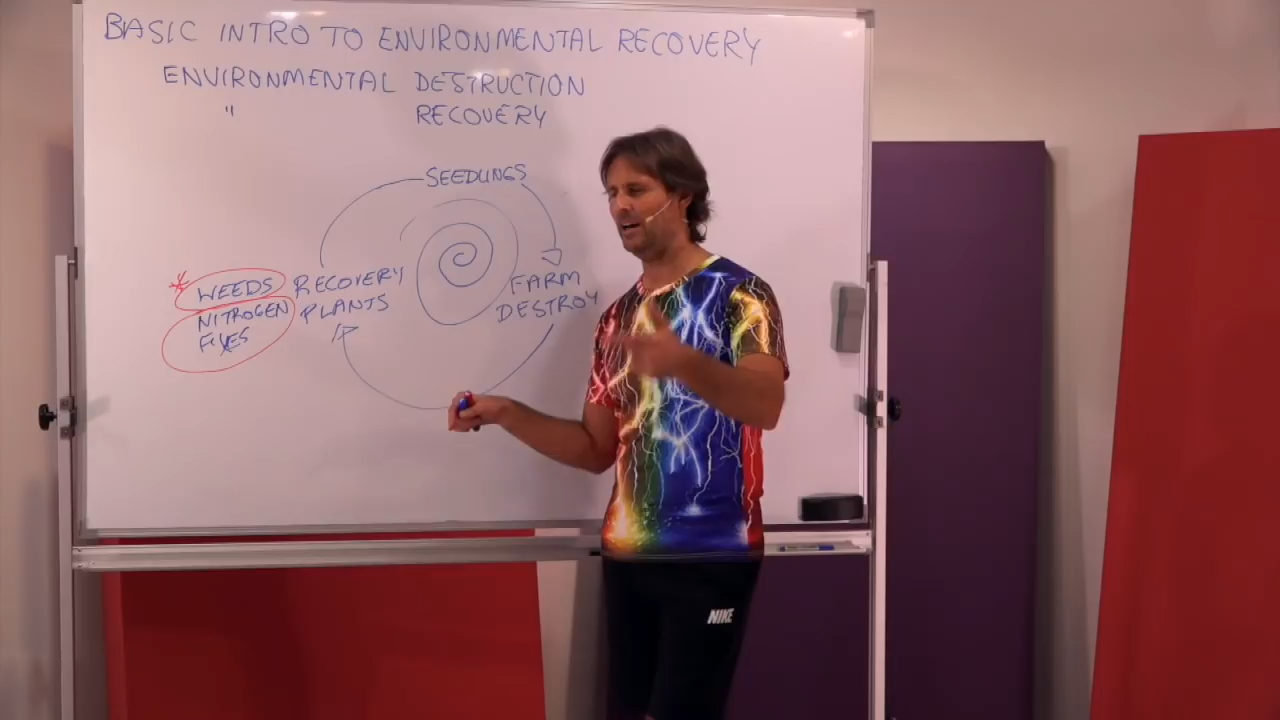 BASIC INTRO TO ENVIRONMENTAL RECOVERY
ENVIRONMENTAL DESTRUCTION
" RECOVERY
SEEDLINGS
FARM
DESTROY
RECOVERY
PLANTS
* WEEDS
NITROGEN
FIXES
NIKE